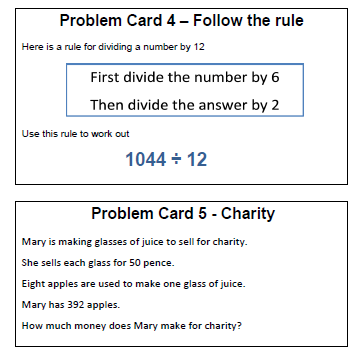 Problem Card 4 – Follow the rule
Here is a rule for dividing a number by 12
First divide the number by 6
Then divide the answer by 2
Use this rule to work out
1044 ÷ 12
Problem Card 5 - Charity
Mary is making glasses of juice to sell for charity.
She sells each glass for 50 pence.
Eight apples are used to make one glass of juice.
Mary has 392 apples.
How much money does Mary make for charity?